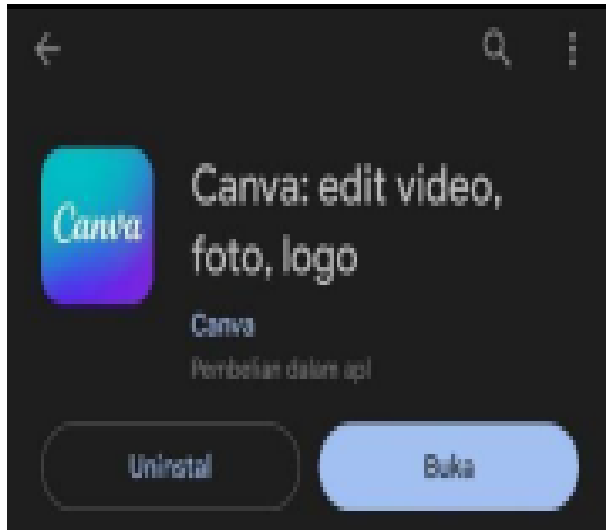 Canva
Canva: edit video,
foto, logo
Canva
Pembelian dalam apl
Uninstal
Buka